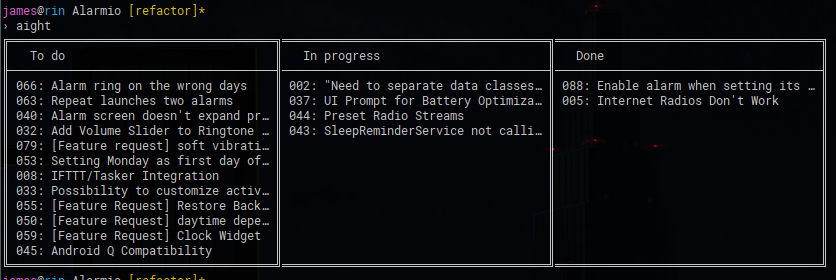 james@rin Alarmio [refactor]*
› aight
To do
066: Alarm ring on the wrong days
063: Repeat launches two alarms
040: Alarm screen doesn't expand pr…
032: Add Volume Slider to Ringtone …
079: [Feature request] soft vibrati…
053: Setting Monday as first day of…
008: IFTTT/Tasker Integration
033: Possibility to customize activ…
055: [Feature Request] Restore Back…
050: [Feature Request] daytime depe…
059: [Feature Request] Clock Widget
045: Android Q Compatibility
In progress
002: "Need to separate data classes…
037: UI Prompt for Battery Optimiza…
044: Preset Radio Streams
043: SleepReminderService not calli…
Done
088: Enable alarm when setting its …
005: Internet Radios Don't Work
james@rin Alarmio [refactor]*